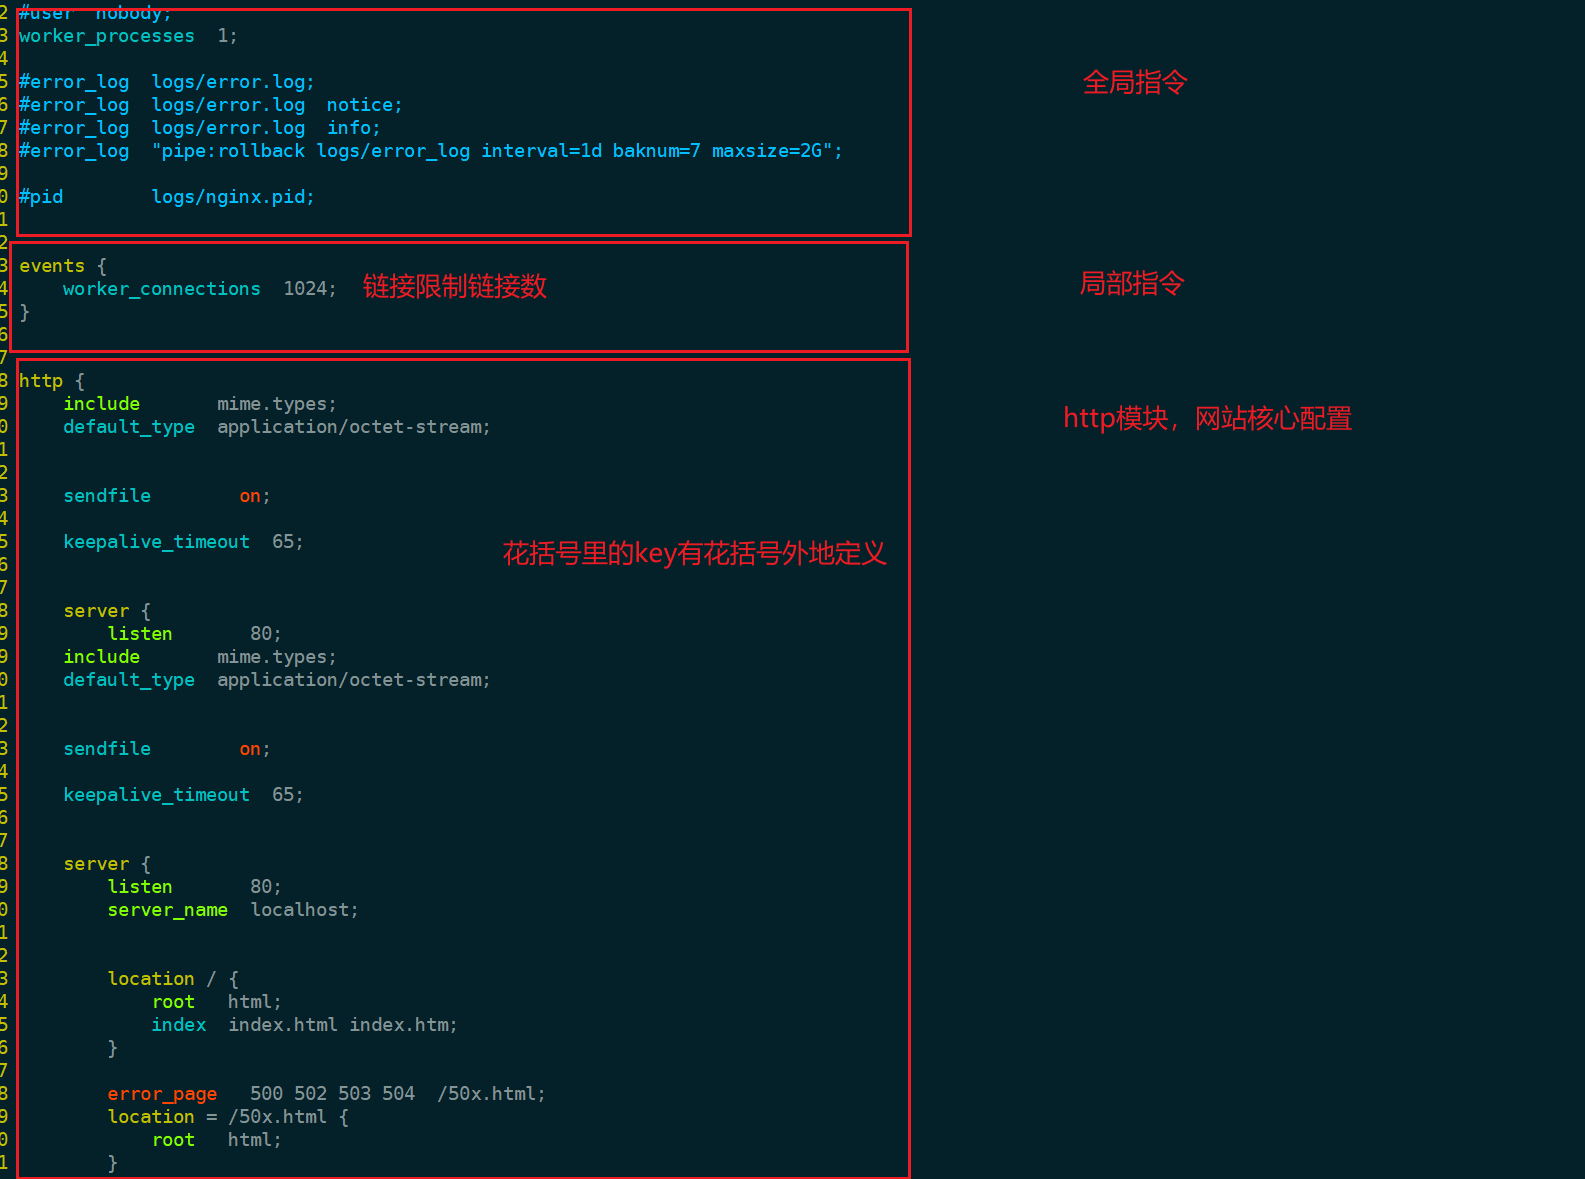 2 #user  nobody;
3 worker_processes  1;
4
5 #error_log  logs/error.log;
全局指令
6 #error_log  logs/error.log  notice;
7 #error_log  logs/error.log  info;
8 #error_log  "pipe:rollback logs/error_log interval=1d baknum=7 maxsize=2G";
9
0 #pid        logs/nginx.pid;
1
2
3 events {
4     worker_connections  1024;
链接限制链接数
局部指令
5 }
6
7
8 http {
9     include       mime.types;
0     default_type  application/octet-stream;
http模块，网站核心配置
1
2
3     sendfile        on;
4
5     keepalive_timeout  65;
花括号里的key有花括号外地定义
6
7
8     server {
9         listen       80;
9     include       mime.types;
0     default_type  application/octet-stream;
1
2
3     sendfile        on;
4
5     keepalive_timeout  65;
6
7
8     server {
9         listen       80;
0         server_name  localhost;
1
2
3         location / {
4             root   html;
5             index  index.html index.htm;
6         }
7
8         error_page   500 502 503 504  /50x.html;
9         location = /50x.html {
0             root   html;
1         }